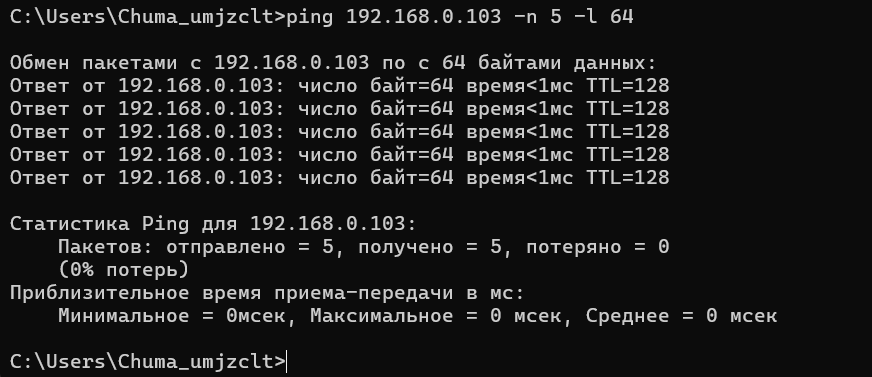 C:\Users\Chuma_umjzclt>ping 192.168.0.103 -n 5 -l 64
Обмен пакетами с 192.168.0.103 по с 64 байтами данных:
Ответ от 192.168.0.103: число байт=64 время<1мс TTL=128
Ответ от 192.168.0.103: число байт=64 время<1мс TTL=128
Ответ от 192.168.0.103: число байт=64 время<1мс TTL=128
Ответ от 192.168.0.103: число байт=64 время<1мс TTL=128
Ответ от 192.168.0.103: число байт=64 время<1мс TTL=128
Статистика Ping для 192.168.0.103:
Пакетов: отправлено = 5, получено = 5, потеряно = 0
(0% потерь)
Приблизительное время приема-передачи в мс:
Минимальное = 0мсек, Максимальное = 0 мсек, Среднее = 0 мсек
C:\Users\Chuma_umjzclt>